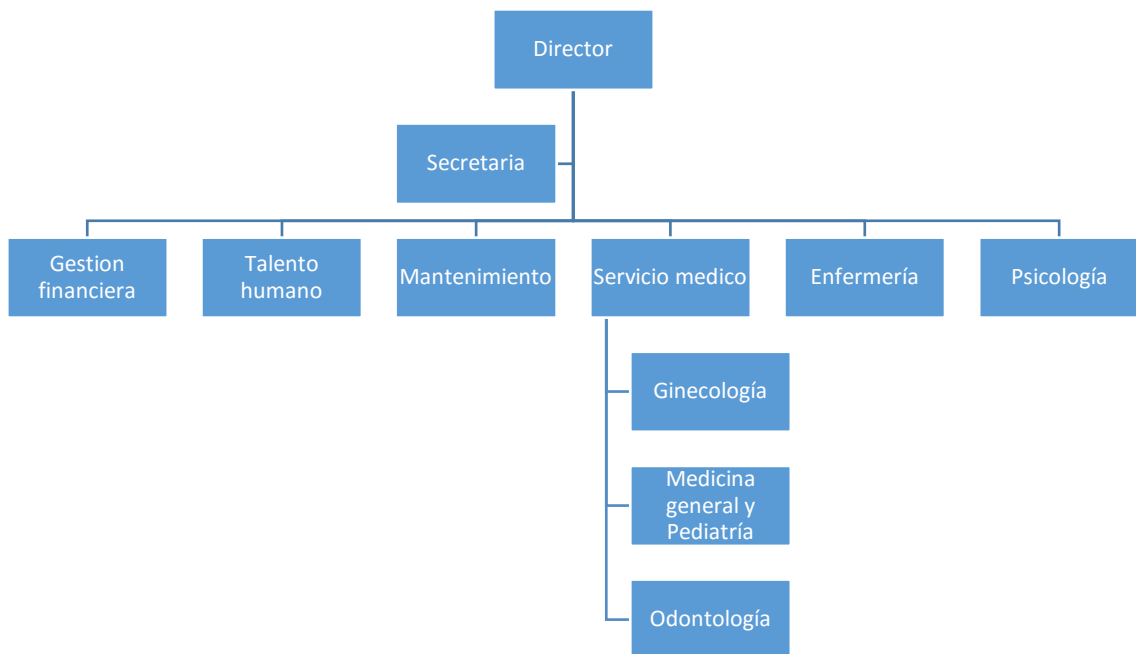 Director
Secretaria
Gestion
financiera
Talento
humano
Mantenimiento
Servicio medico
Enfermería
Psicología
Ginecología
Medicina
general y
Pediatría
Odontología